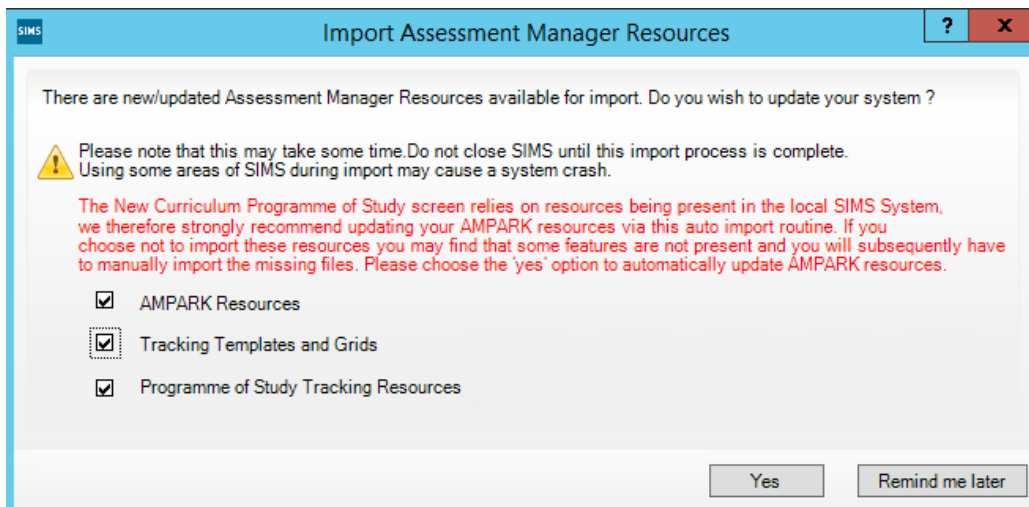 SIMS
Import Assessment Manager Resources
? x
There are new/updated Assessment Manager Resources available for import. Do you wish to update your system ?
Please note that this may take some time.Do not close SIMS until this import process is complete.
Using some areas of SIMS during import may cause a system crash.
The New Curriculum Programme of Study screen relies on resources being present in the local SIMS System,
we therefore strongly recommend updating your AMPARK resources via this auto import routine. If you
choose not to import these resources you may find that some features are not present and you will subsequently have
to manually import the missing files. Please choose the 'yes' option to automatically update AMPARK resources.
AMPARK Resources
Tracking Templates and Grids
Programme of Study Tracking Resources
Yes
Remind me later